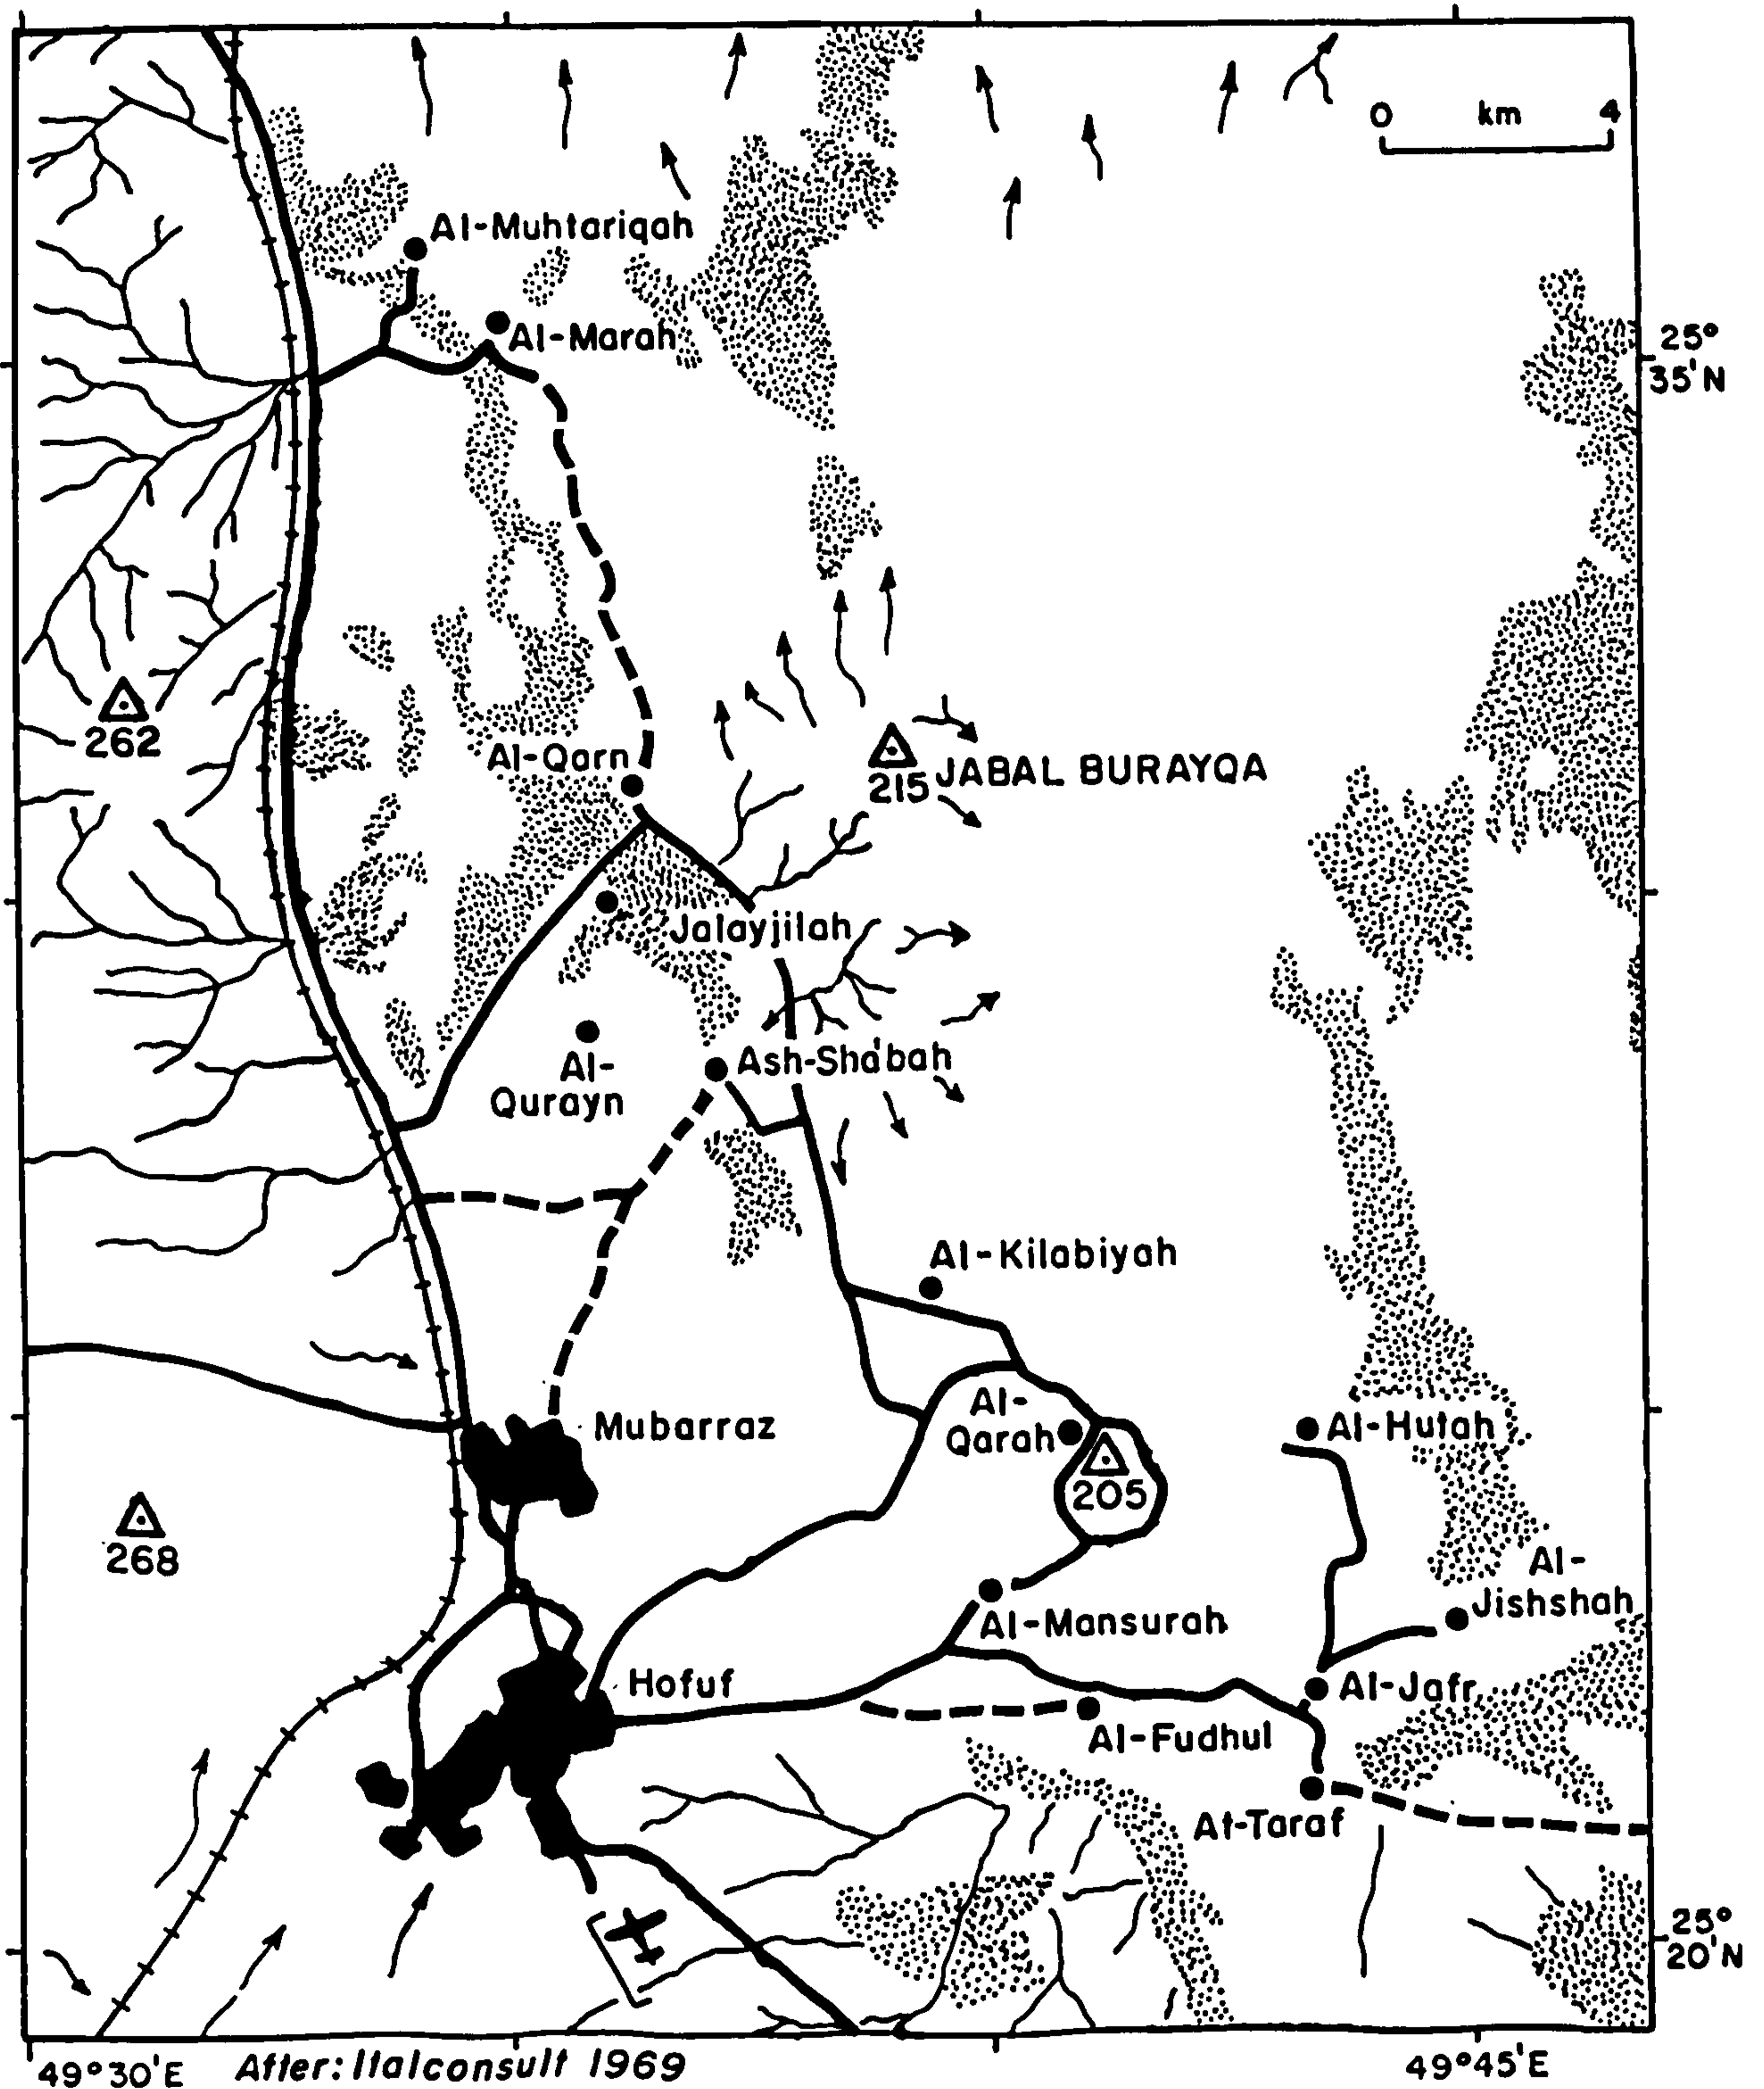 0 km 4
Al-Muhtariqah
Al-Marah
25°
35'N
262
Al-Qarn
215 JABAL BURAYQA
Jalayjilah
Al-
Qurayn
Ash-Sha'bah
Al-Kilabiyah
Mubarraz
Al-
Qarah
205
Al-Hutah
268
Al-
Jishshah
Al-Mansurah
Hofuf
Al-Jafr
Al-Fudhul
At-Taraf
25°
20'N
49°30'E
After: Italconsult 1969
49°45'E